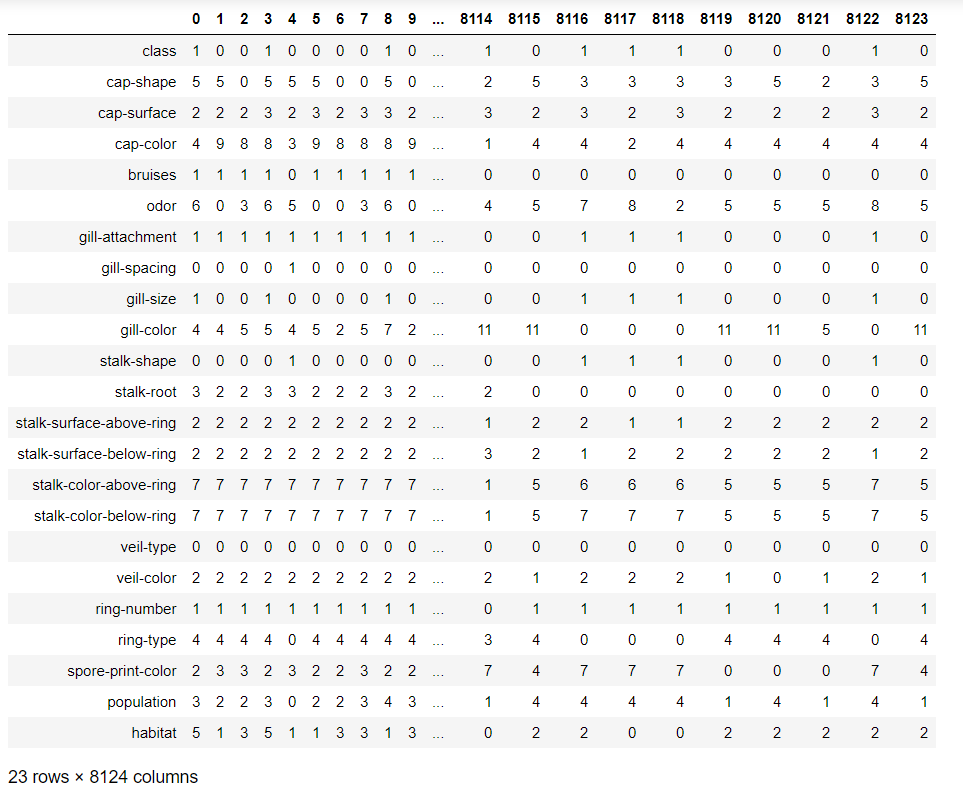 0 1 2 3 4 5 6 7 8 9 ... 8114 8115 8116 8117 8118 8119 8120 8121 8122 8123
class 1 0 0 1 0 0 0 0 1 0 ... 1 0 1 1 1 0 0 0 1 0
cap-shape 5 5 0 5 5 5 0 0 5 0 ... 2 5 3 3 3 3 5 2 3 5
cap-surface 2 2 2 3 2 3 2 3 3 2 ... 3 2 3 2 3 2 2 2 3 2
cap-color 4 9 8 8 3 9 8 8 8 9 ... 1 4 4 2 4 4 4 4 4 4
bruises 1 1 1 1 0 1 1 1 1 1 ... 0 0 0 0 0 0 0 0 0 0
odor 6 0 3 6 5 0 0 3 6 0 ... 4 5 7 8 2 5 5 5 8 5
gill-attachment 1 1 1 1 1 1 1 1 1 1 ... 0 0 1 1 1 0 0 0 1 0
gill-spacing 0 0 0 0 1 0 0 0 0 0 ... 0 0 0 0 0 0 0 0 0 0
gill-size 1 0 0 1 0 0 0 0 1 0 ... 0 0 1 1 1 0 0 0 1 0
gill-color 4 4 5 5 4 5 2 5 7 2 ... 11 11 0 0 0 11 11 5 0 11
stalk-shape 0 0 0 0 1 0 0 0 0 0 ... 0 0 1 1 1 0 0 0 1 0
stalk-root 3 2 2 3 3 2 2 2 3 2 ... 2 0 0 0 0 0 0 0 0 0
stalk-surface-above-ring 2 2 2 2 2 2 2 2 2 2 ... 1 2 2 1 1 2 2 2 2 2
stalk-surface-below-ring 2 2 2 2 2 2 2 2 2 2 ... 3 2 1 2 2 2 2 2 1 2
stalk-color-above-ring 7 7 7 7 7 7 7 7 7 7 ... 1 5 6 6 6 5 5 5 7 5
stalk-color-below-ring 7 7 7 7 7 7 7 7 7 7 ... 1 5 7 7 7 5 5 5 7 5
veil-type 0 0 0 0 0 0 0 0 0 0 ... 0 0 0 0 0 0 0 0 0 0
veil-color 2 2 2 2 2 2 2 2 2 2 ... 2 1 2 2 2 1 0 1 2 1
ring-number 1 1 1 1 1 1 1 1 1 1 ... 0 1 1 1 1 1 1 1 1 1
ring-type 4 4 4 4 0 4 4 4 4 4 ... 3 4 0 0 0 4 4 4 0 4
spore-print-color 2 3 3 2 3 2 2 3 2 2 ... 7 4 7 7 7 0 0 0 7 4
population 3 2 2 3 0 2 2 3 4 3 ... 1 4 4 4 4 1 4 1 4 1
habitat 5 1 3 5 1 1 3 3 1 3 ... 0 2 2 0 0 2 2 2 2 2
23 rows × 8124 columns